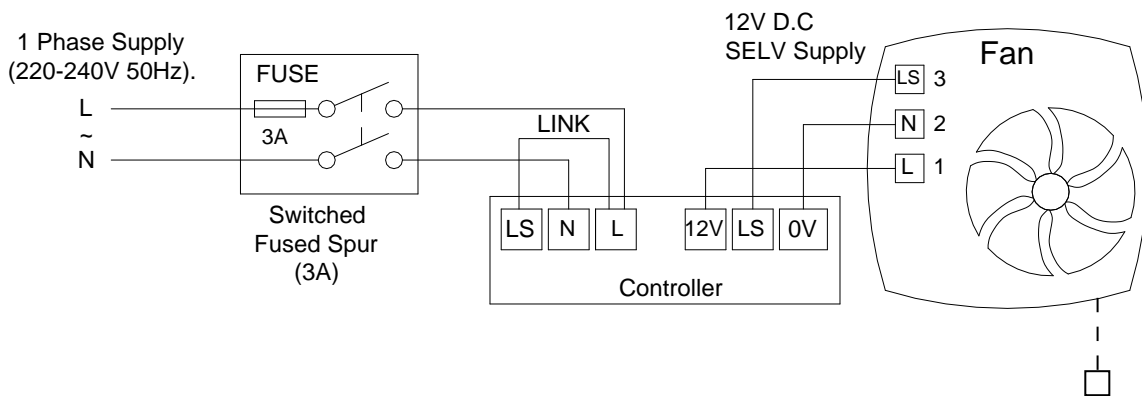 1 Phase Supply
(220-240V 50Hz).
L
~
N
FUSE
3A
Switched
Fused Spur
(3A)
LINK
LS N L 12V LS 0V
Controller
12V D.C
SELV Supply
Fan
LS 3
N 2
L 1